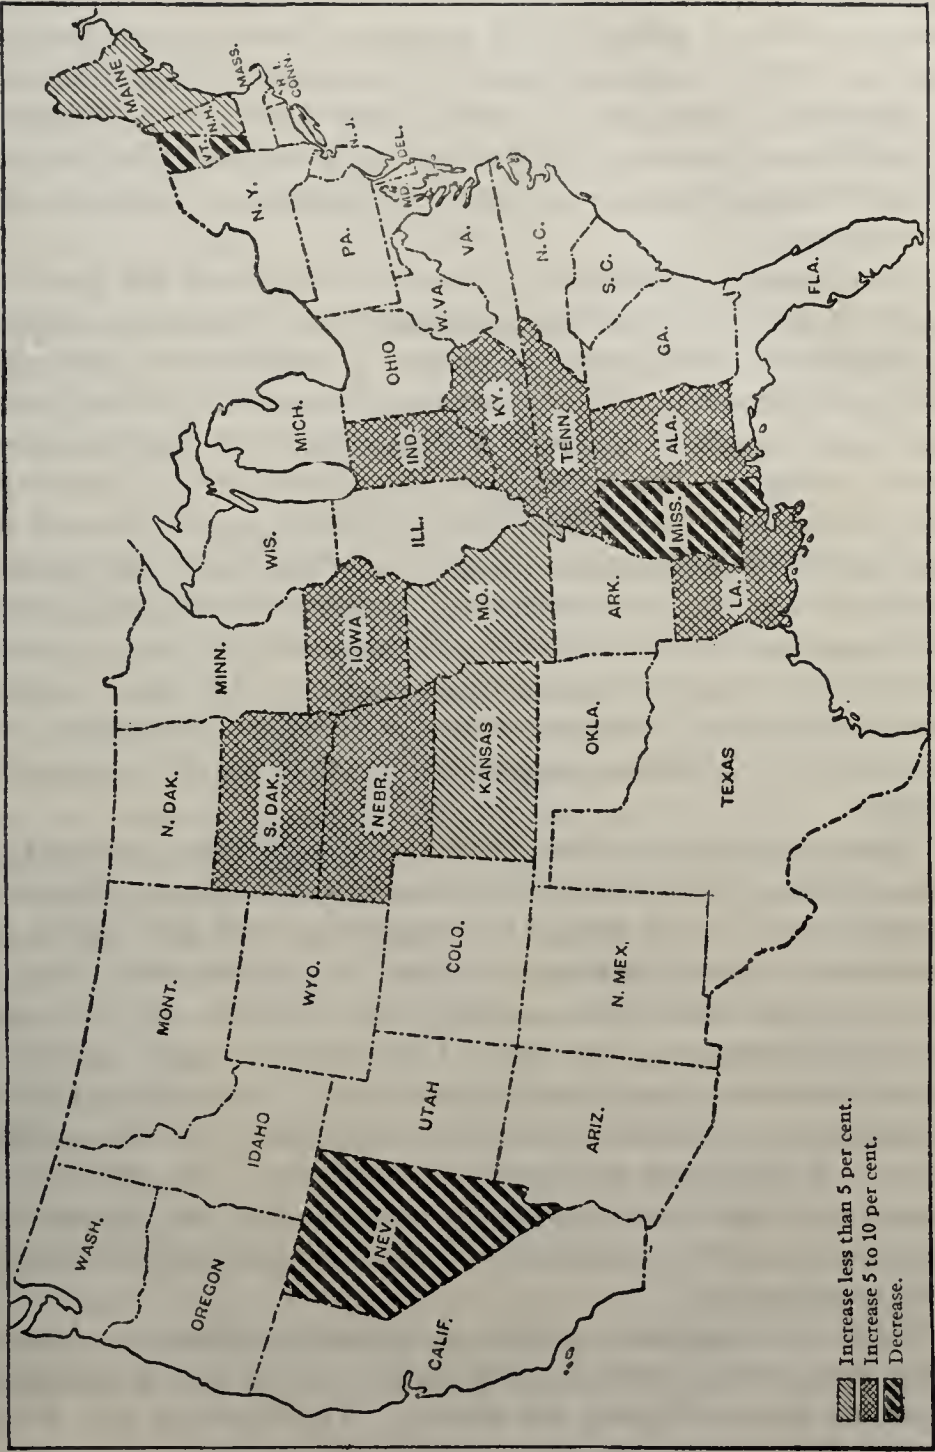 WASH.
OREGON
CALIF.
NEV.
IDAHO
MONT.
WYO.
UTAH
ARIZ.
COLO.
N. MEX.
N. DAK.
S. DAK.
NEBR.
KANSAS
OKLA.
TEXAS
MINN.
IOWA
MO.
ARK.
LA.
WIS.
ILL.
MISS.
MICH.
IND.
KY.
TENN.
ALA.
OHIO
W. VA.
VA.
N. C.
S. C.
GA.
FLA.
PA.
N. Y.
VT.
N.H.
MAINE
MASS.
R. I.
CONN.
N. J.
DEL.
MD.
Increase less than 5 per cent.
Increase 5 to 10 per cent.
Decrease.